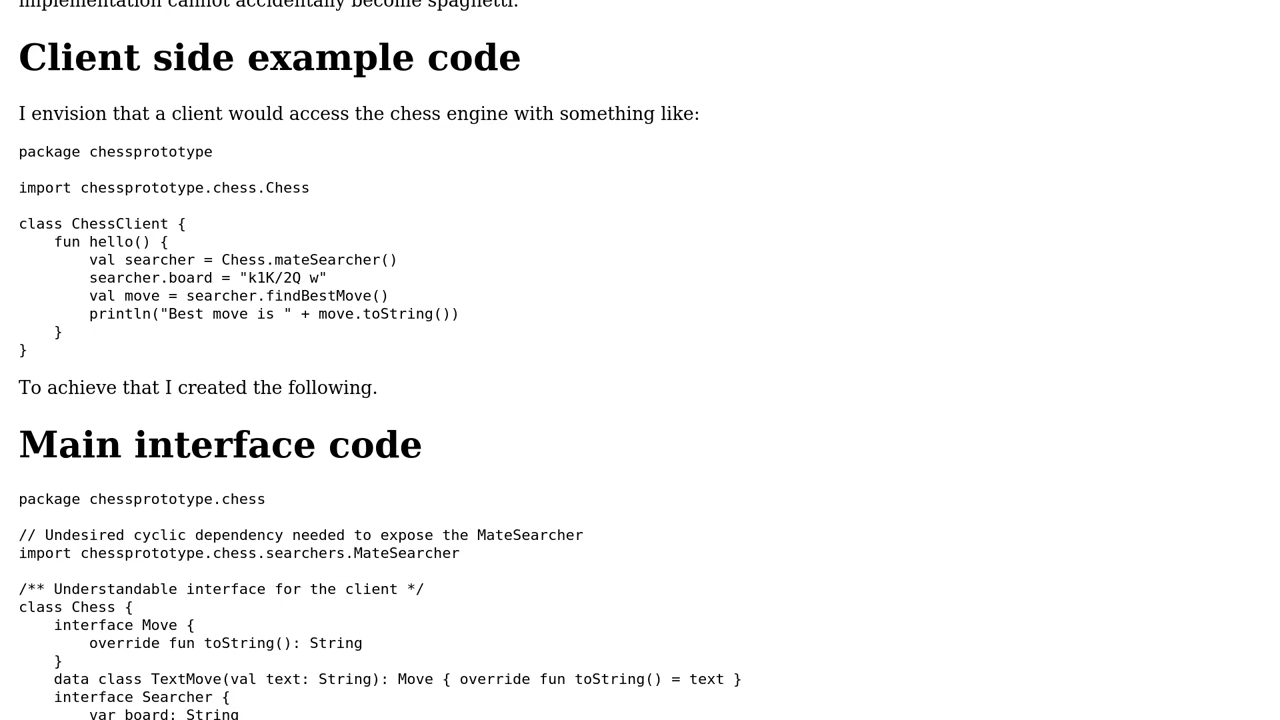 implementation cannot accidentally become spaghetti.
Client side example code
I envision that a client would access the chess engine with something like:
package chessprototype
import chessprototype.chess.Chess
class ChessClient {
    fun hello() {
        val searcher = Chess.mateSearcher()
        searcher.board = "k1K/2Q w"
        val move = searcher.findBestMove()
        println("Best move is " + move.toString())
    }
}
To achieve that I created the following.
Main interface code
package chessprototype.chess
// Undesired cyclic dependency needed to expose the MateSearcher
import chessprototype.chess.searchers.MateSearcher
/** Understandable interface for the client */
class Chess {
    interface Move {
        override fun toString(): String
    }
    data class TextMove(val text: String): Move { override fun toString() = text }
    interface Searcher {
        var board: String